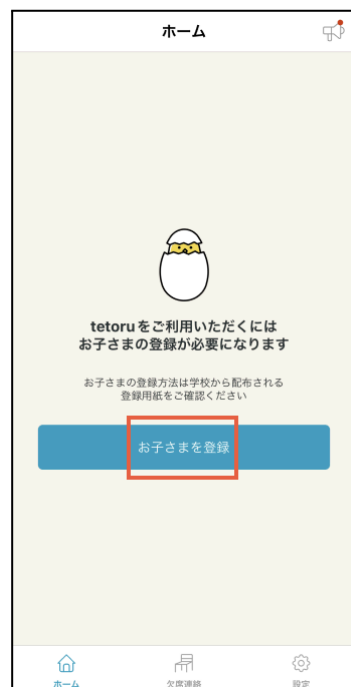 ホーム
tetoruをご利用いただくには
お子さまの登録が必要になります
お子さまの登録方法は学校から配布される
登録用紙をご確認ください
お子さまを登録
ホーム
欠席連絡
設定